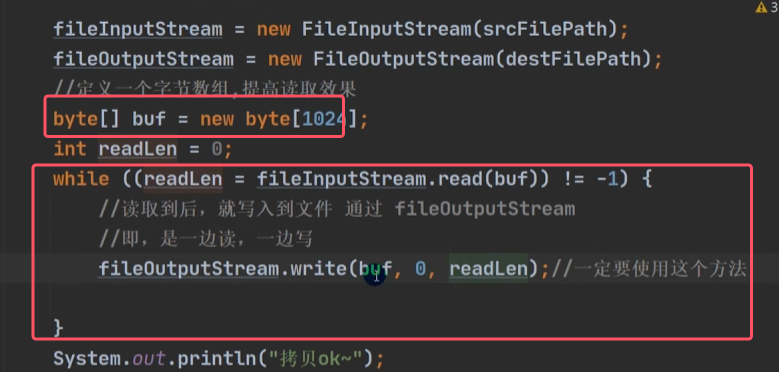 3
fileInputStream = new FileInputStream(srcFilePath);
fileOutputStream = new FileOutputStream(destFilePath);
//定义一个字节数组,提高读取效果
byte[] buf = new byte[1024];
int readLen = 0;
while ((readLen = fileInputStream.read(buf)) != -1) {
//读取到后，就写入到文件 通过 fileOutputStream
//即，是一边读，一边写
fileOutputStream.write(buf, 0, readLen);//一定要使用这个方法
}
System.out.println("拷贝ok~");